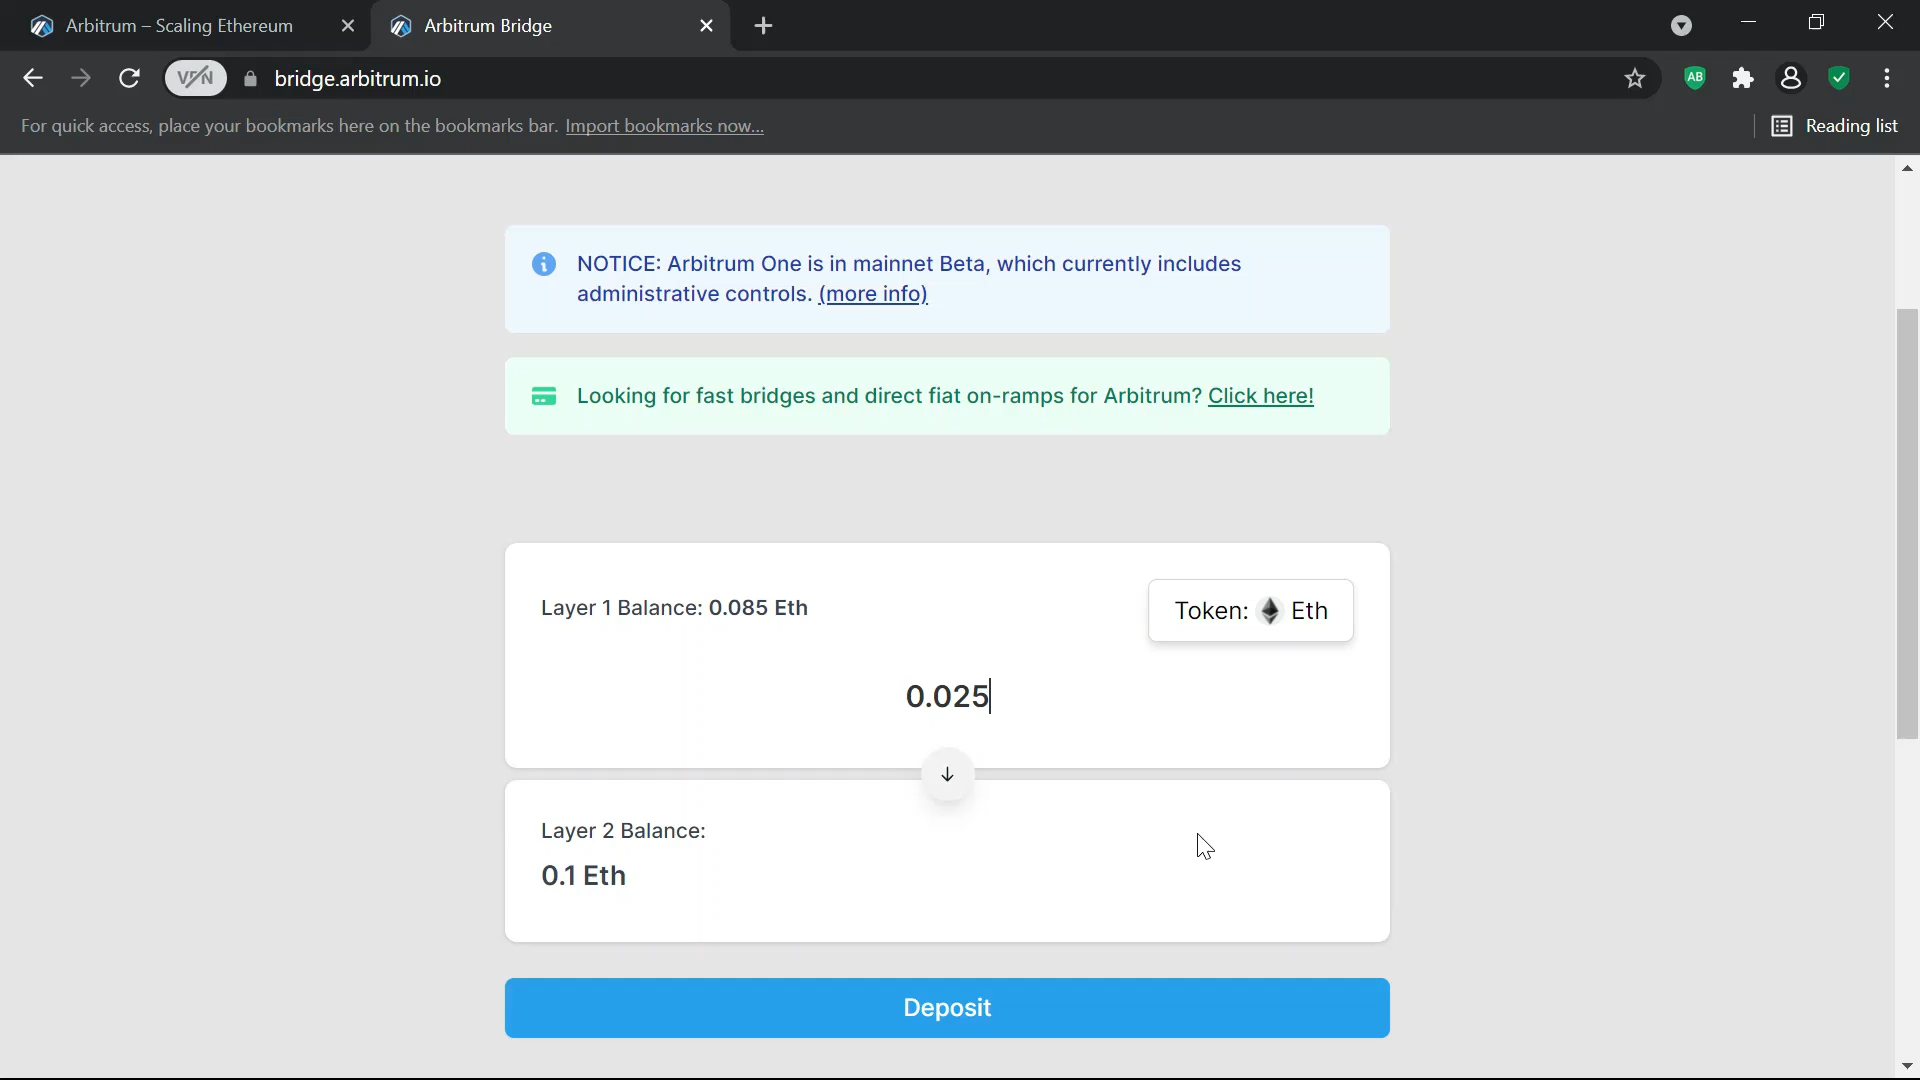 Arbitrum – Scaling Ethereum
Arbitrum Bridge
VPN
bridge.arbitrum.io
AB
For quick access, place your bookmarks here on the bookmarks bar. Import bookmarks now...
Reading list
NOTICE: Arbitrum One is in mainnet Beta, which currently includes
administrative controls. (more info)
Looking for fast bridges and direct fiat on-ramps for Arbitrum? Click here!
Layer 1 Balance: 0.085 Eth
Token: Eth
0.025
Layer 2 Balance:
0.1 Eth
Deposit